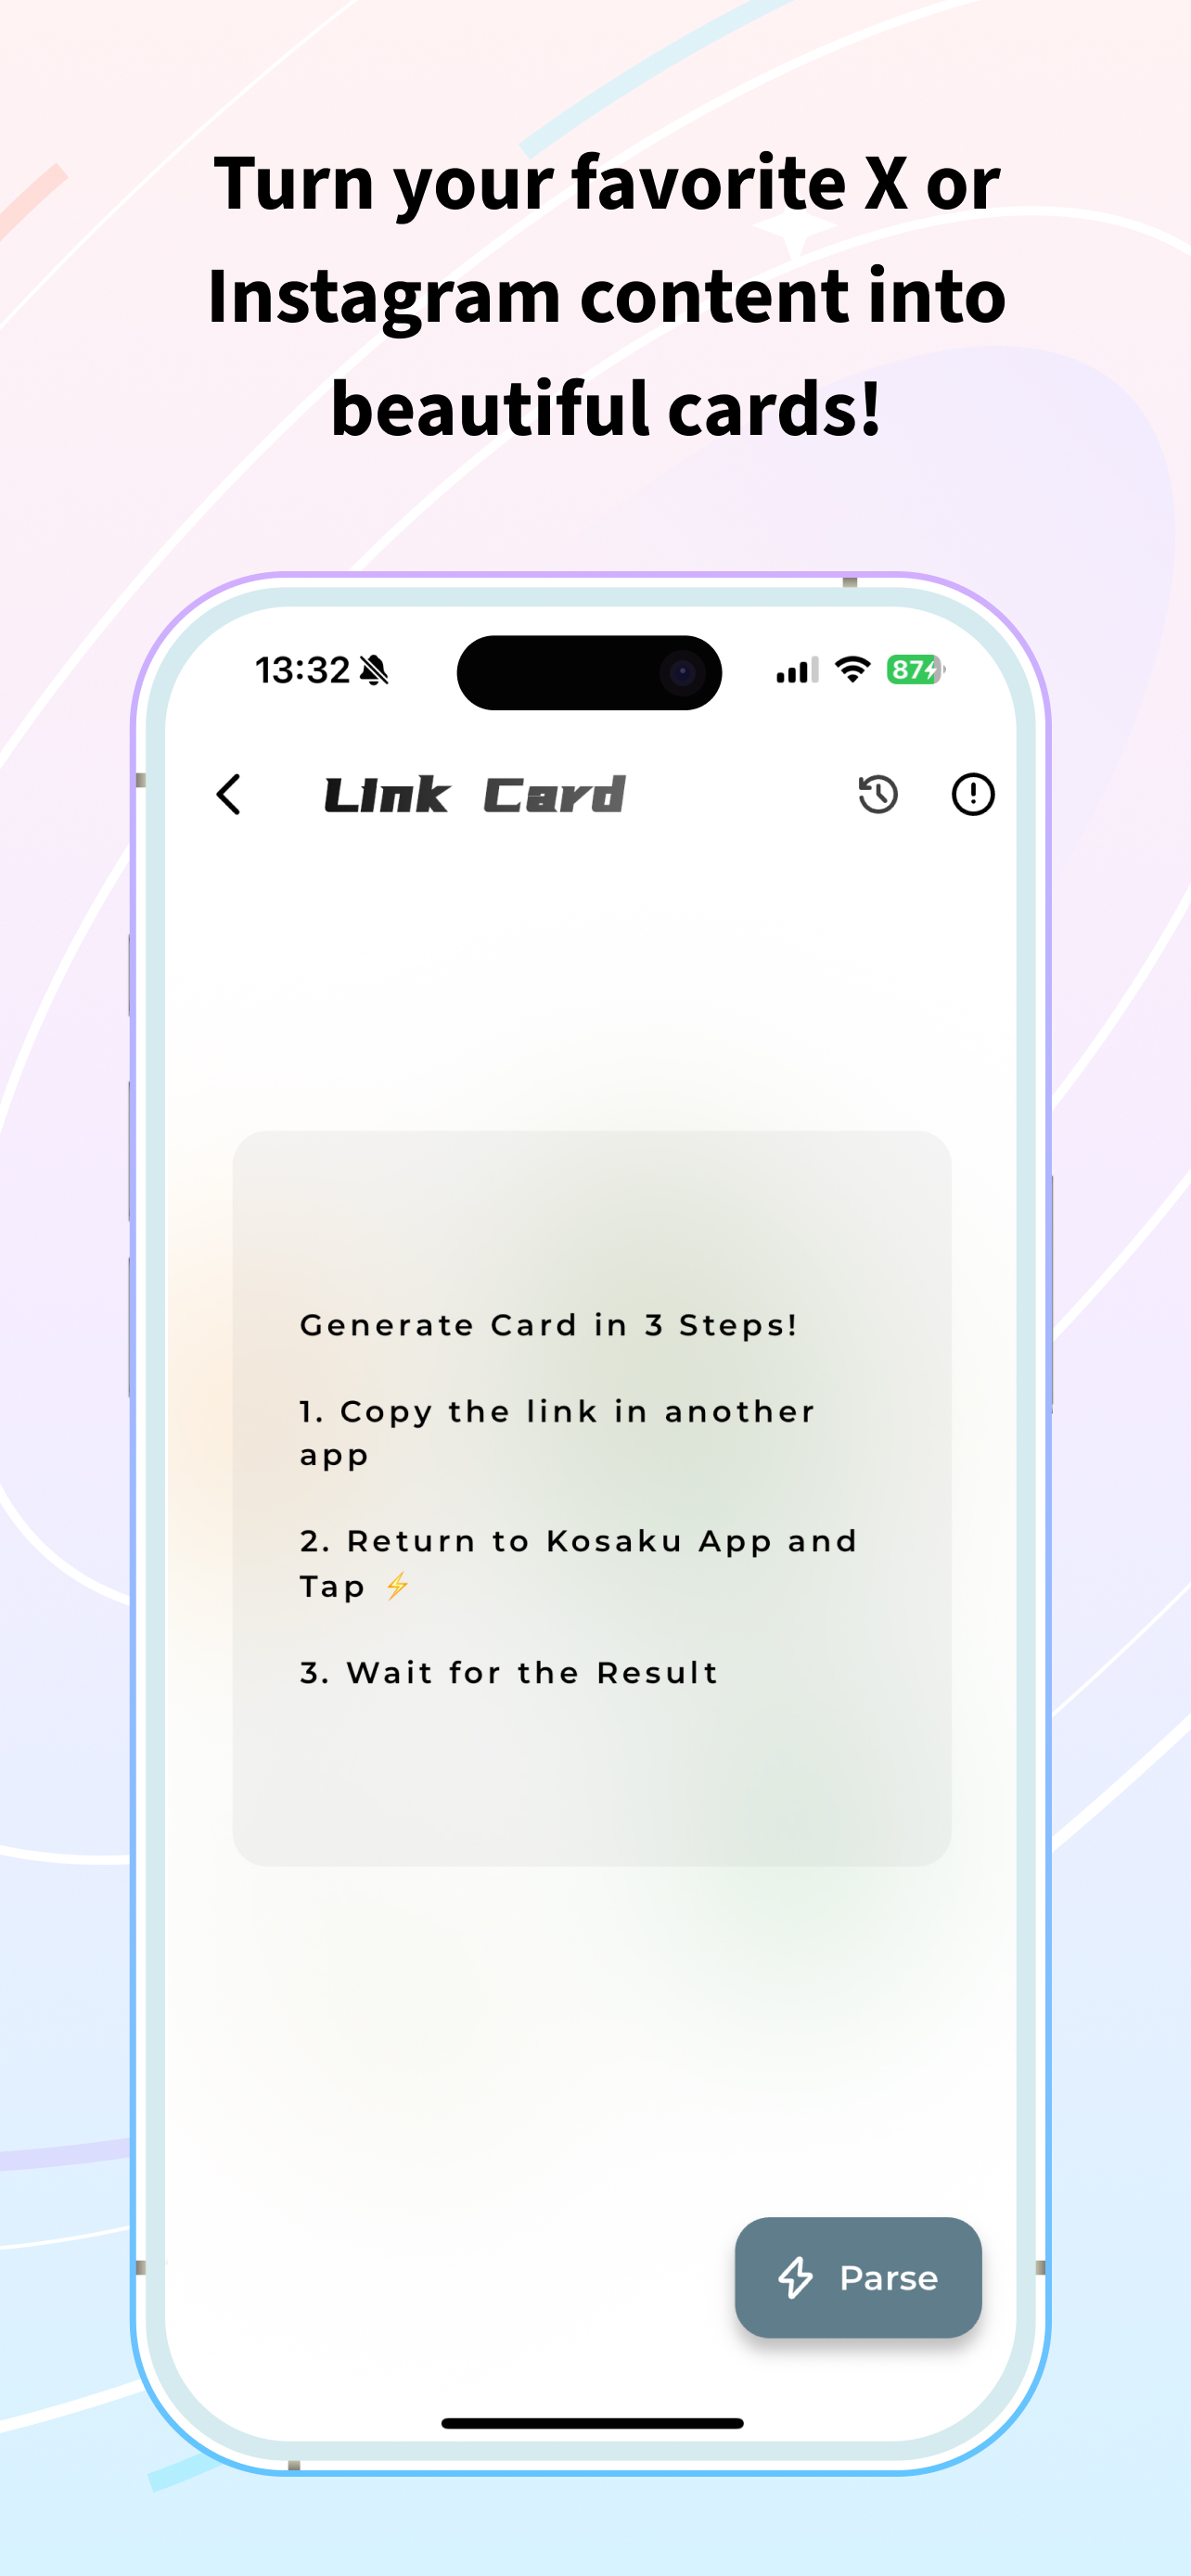 Turn your favorite X or
Instagram content into
beautiful cards!
13:32
87
Link Card
Generate Card in 3 Steps!
1. Copy the link in another
app
2. Return to Kosaku App and
Tap ⚡
3. Wait for the Result
Parse